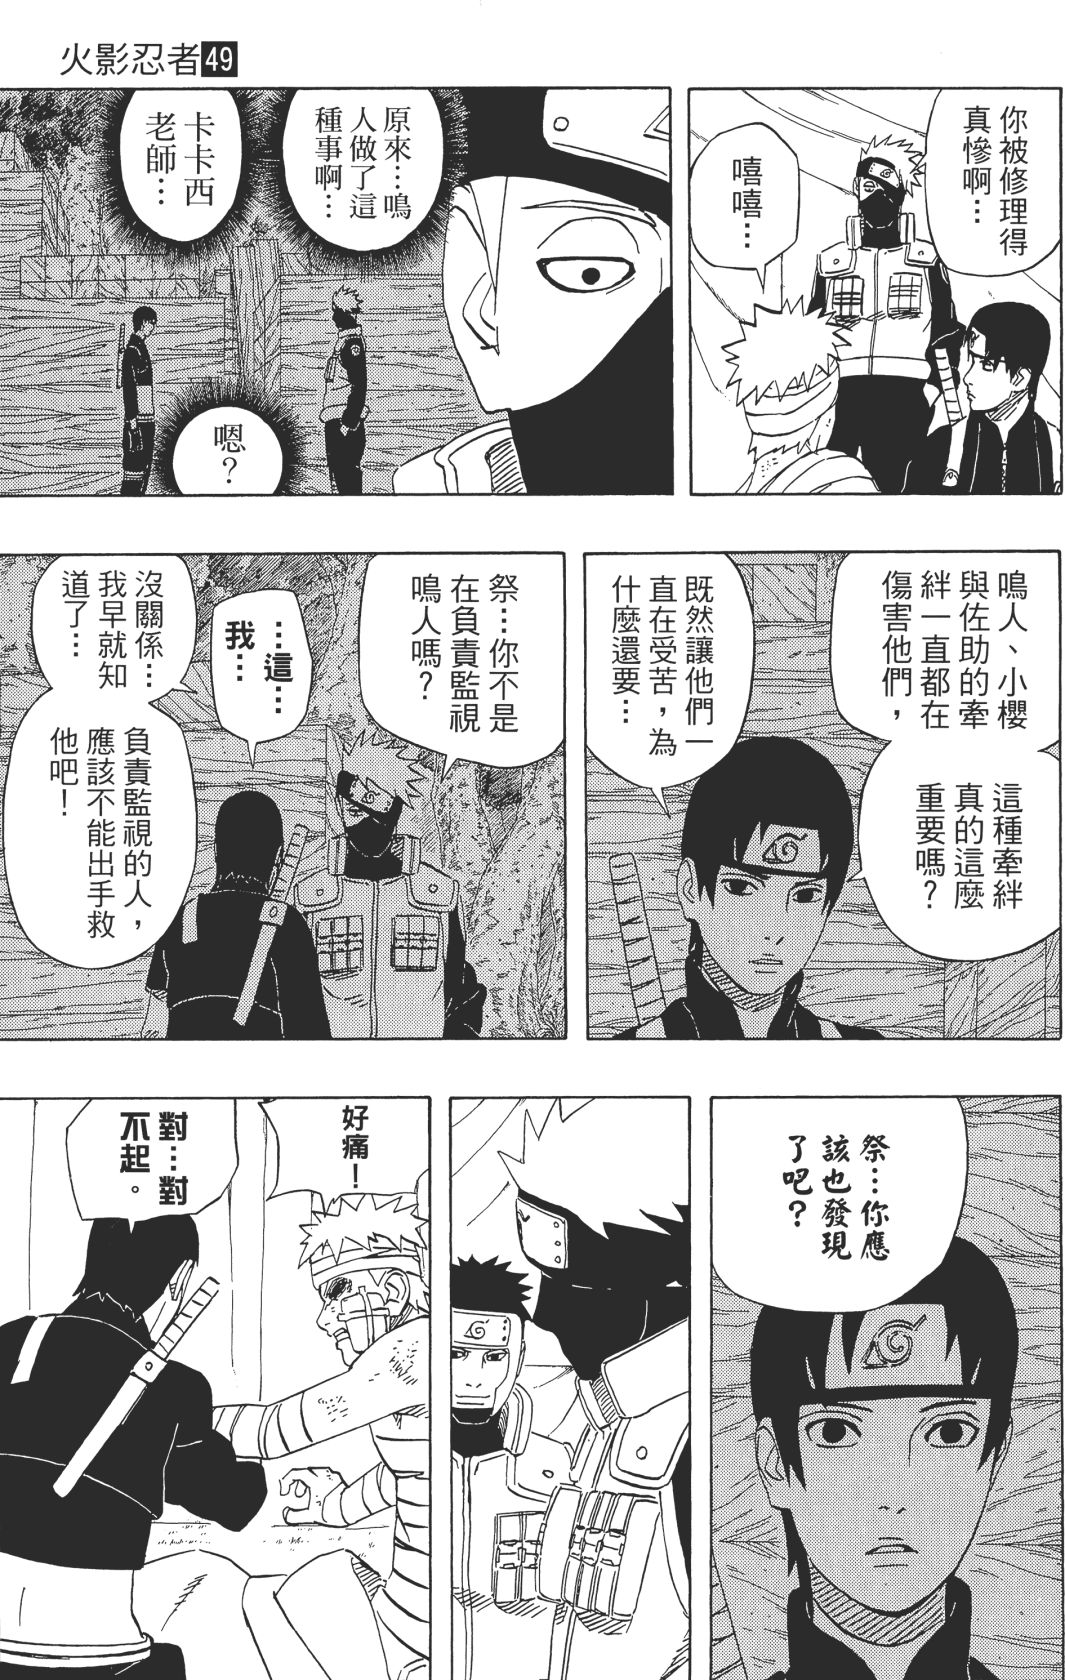 火影忍者49
你被修理得
真慘啊…
嘻嘻…
原來…鳴
人做了這
種事啊…
卡卡西
老師…
嗯？
鳴人、小櫻
與佐助的牽
絆一直都在
傷害他們，
這種牽絆
真的這麼
重要嗎？
既然讓他們一
直在受苦，為
什麼還要…
祭…你不是
在負責監視
鳴人嗎？
…這…
我…
沒關係…
我早就知
道了…
負責監視的人，
應該不能出手救
他吧！
祭…你應
該也發現
了吧？
好痛！
對…對
不起。